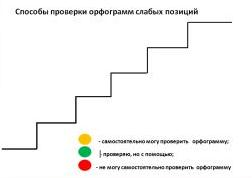 Способы проверки орфограмм слабых позиций
- самостоятельно могу проверить орфограмму;
- проверяю, но с помощью;
- не могу самостоятельно проверить орфограмму